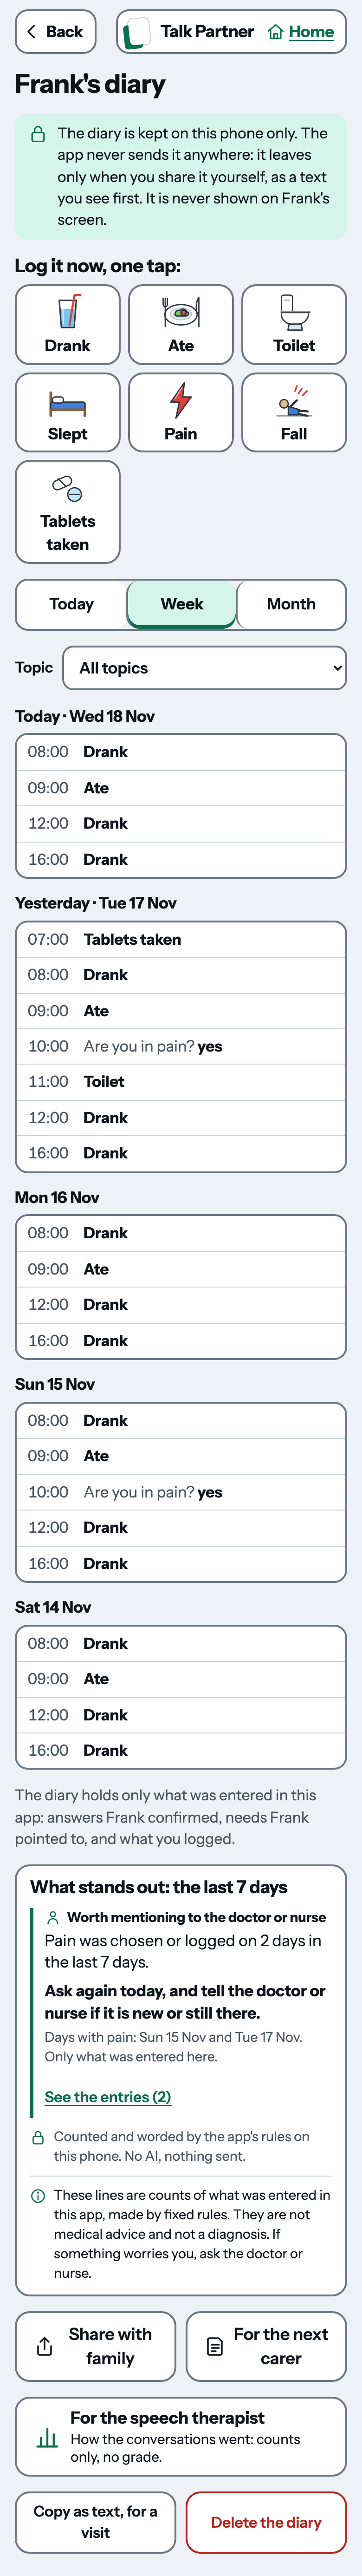 Back
Talk Partner
Home
Frank's diary
The diary is kept on this phone only. The
app never sends it anywhere: it leaves
only when you share it yourself, as a text
you see first. It is never shown on Frank's
screen.
Log it now, one tap:
Drank
Ate
Toilet
Slept
Pain
Fall
Tablets
taken
Today
Week
Month
Topic
All topics
Today · Wed 18 Nov
08:00 Drank
09:00 Ate
12:00 Drank
16:00 Drank
Yesterday · Tue 17 Nov
07:00 Tablets taken
08:00 Drank
09:00 Ate
10:00 Are you in pain? yes
11:00 Toilet
12:00 Drank
16:00 Drank
Mon 16 Nov
08:00 Drank
09:00 Ate
12:00 Drank
16:00 Drank
Sun 15 Nov
08:00 Drank
09:00 Ate
10:00 Are you in pain? yes
12:00 Drank
16:00 Drank
Sat 14 Nov
08:00 Drank
09:00 Ate
12:00 Drank
16:00 Drank
The diary holds only what was entered in this
app: answers Frank confirmed, needs Frank
pointed to, and what you logged.
What stands out: the last 7 days
Worth mentioning to the doctor or nurse
Pain was chosen or logged on 2 days in
the last 7 days.
Ask again today, and tell the doctor or
nurse if it is new or still there.
Days with pain: Sun 15 Nov and Tue 17 Nov.
Only what was entered here.
See the entries (2)
Counted and worded by the app's rules on
this phone. No AI, nothing sent.
These lines are counts of what was entered in
this app, made by fixed rules. They are not
medical advice and not a diagnosis. If
something worries you, ask the doctor or
nurse.
Share with
family
For the next
carer
For the speech therapist
How the conversations went: counts
only, no grade.
Copy as text, for a
visit
Delete the diary